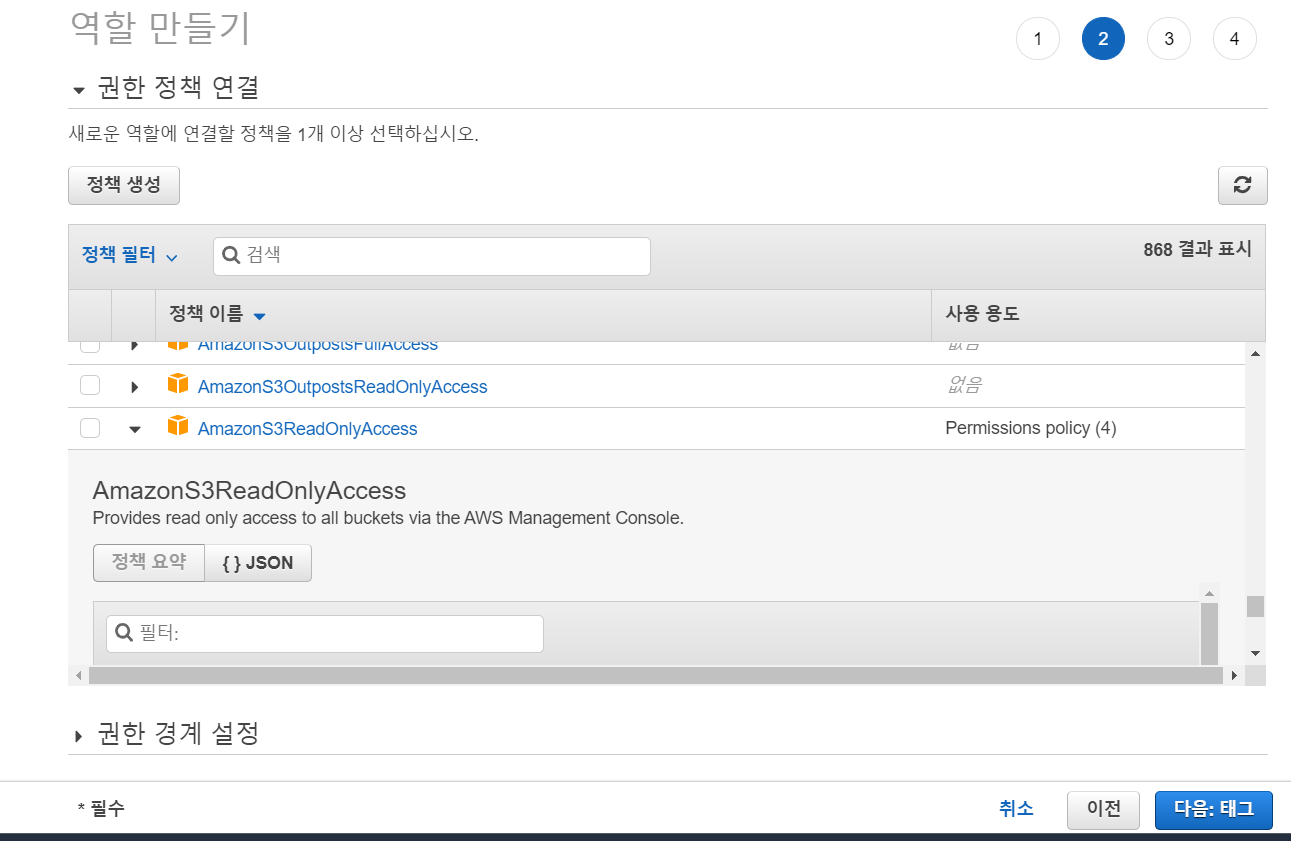 역할 만들기
1 2 3 4
권한 정책 연결
새로운 역할에 연결할 정책을 1개 이상 선택하십시오.
정책 생성
정책 필터 검색 868 결과 표시
정책 이름 사용 용도
AmazonS3OutpostsFullAccess 없음
AmazonS3OutpostsReadOnlyAccess 없음
AmazonS3ReadOnlyAccess Permissions policy (4)
AmazonS3ReadOnlyAccess
Provides read only access to all buckets via the AWS Management Console.
정책 요약 { } JSON
필터:
권한 경계 설정
* 필수 취소 이전 다음: 태그